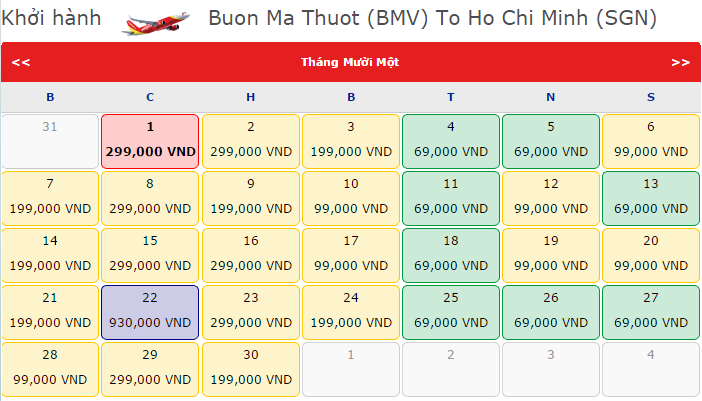 Khởi hành Buon Ma Thuot (BMV) To Ho Chi Minh (SGN)
<< Tháng Mười Một >>
B C H B T N S
31 1 2 3 4 5 6
299,000 VND 299,000 VND 199,000 VND 69,000 VND 69,000 VND 99,000 VND
7 8 9 10 11 12 13
199,000 VND 299,000 VND 199,000 VND 99,000 VND 69,000 VND 99,000 VND 69,000 VND
14 15 16 17 18 19 20
199,000 VND 299,000 VND 299,000 VND 99,000 VND 69,000 VND 99,000 VND 99,000 VND
21 22 23 24 25 26 27
199,000 VND 930,000 VND 299,000 VND 199,000 VND 69,000 VND 69,000 VND 69,000 VND
28 29 30 1 2 3 4
99,000 VND 299,000 VND 199,000 VND